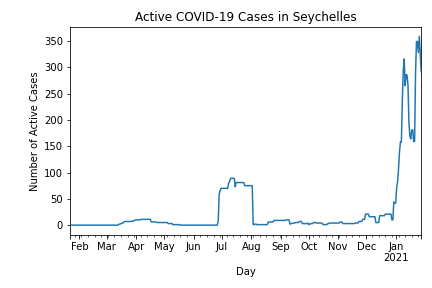 Active COVID-19 Cases in Seychelles
Number of Active Cases
350
300
250
200
150
100
50
0
Feb Mar Apr May Jun Jul Aug Sep Oct Nov Dec Jan
2021
Day